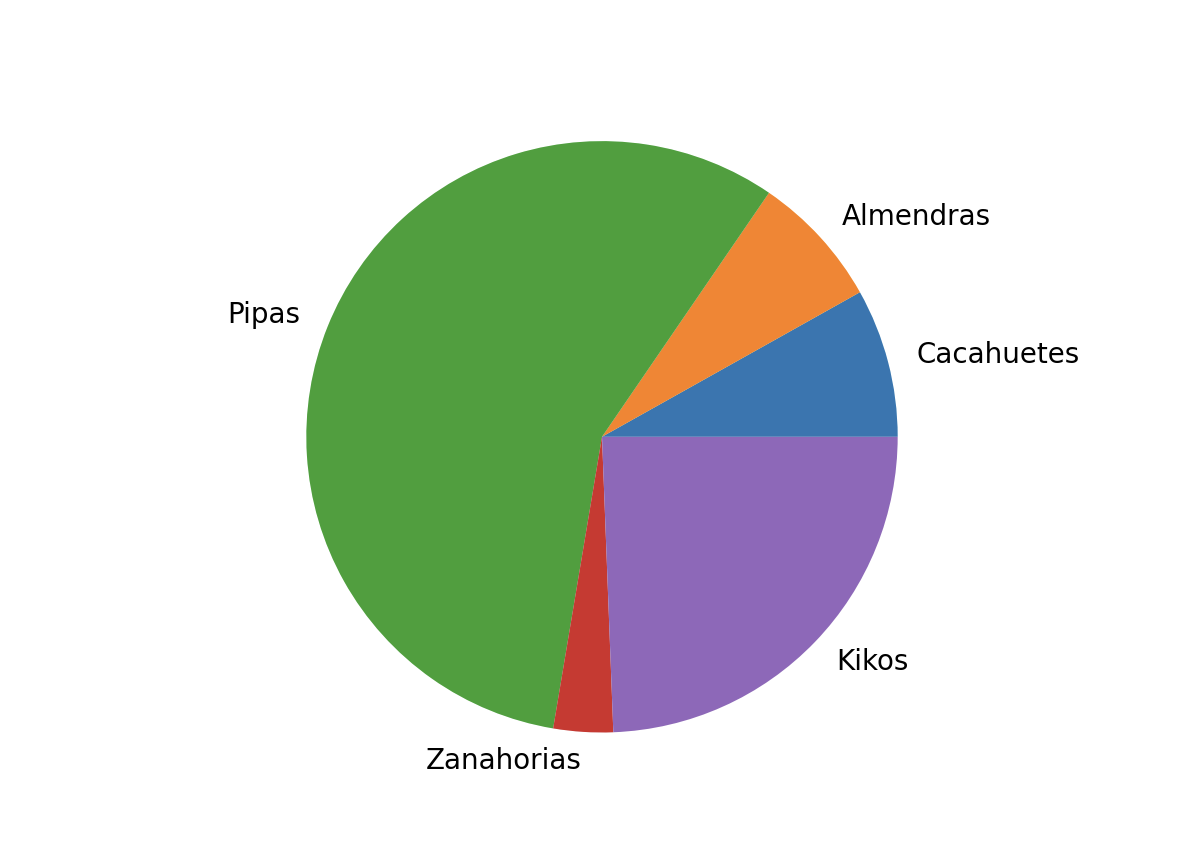 Almendras
Pipas
Cacahuetes
Kikos
Zanahorias